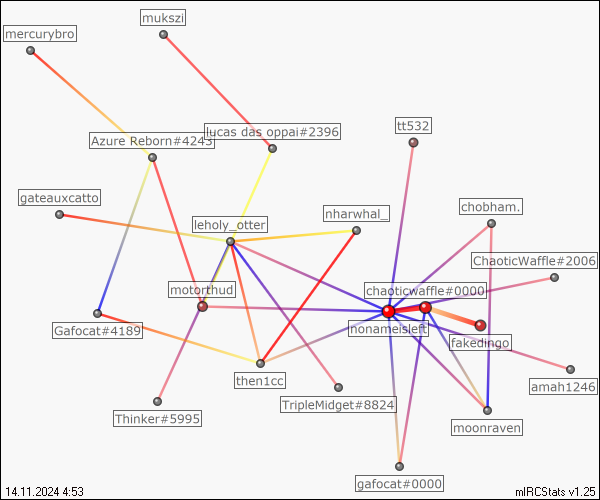 mukszi
mercurybro
tt532
lucas das oppai#2396
Azure Reborn#4243
gateauxcatto
chobham.
nharwhal_
leholy_otter
ChaoticWaffle#2006
motorthud
chaoticwaffle#0000
Gafocat#4189
nonameisleft
fakedingo
then1cc
amah1246
TripleMidget#8824
Thinker#5995
moonraven
gafocat#0000
14.11.2024 4:53
mIRCStats v1.25